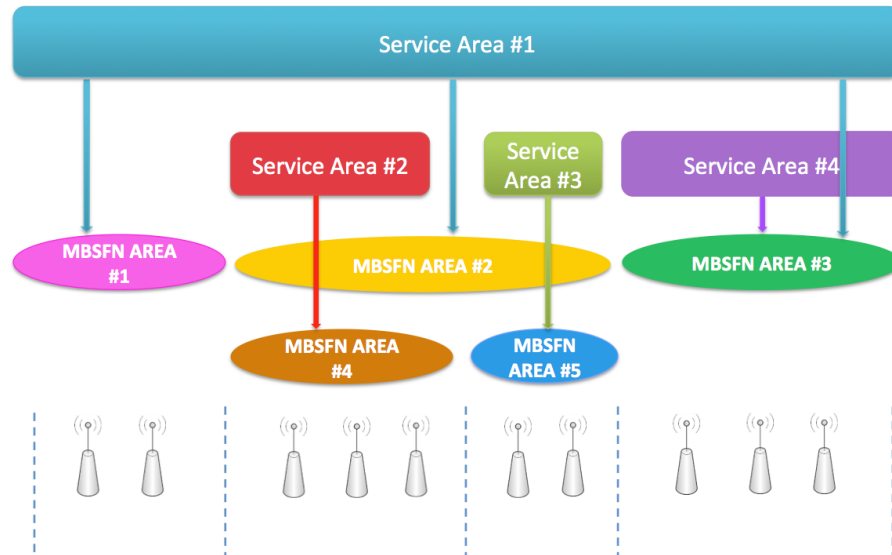 Service Area #1
Service Area #2
Service
Area #3
Service Area #4
MBSFN AREA
#1
MBSFN AREA #2
MBSFN AREA #3
MBSFN AREA
#4
MBSFN
AREA #5